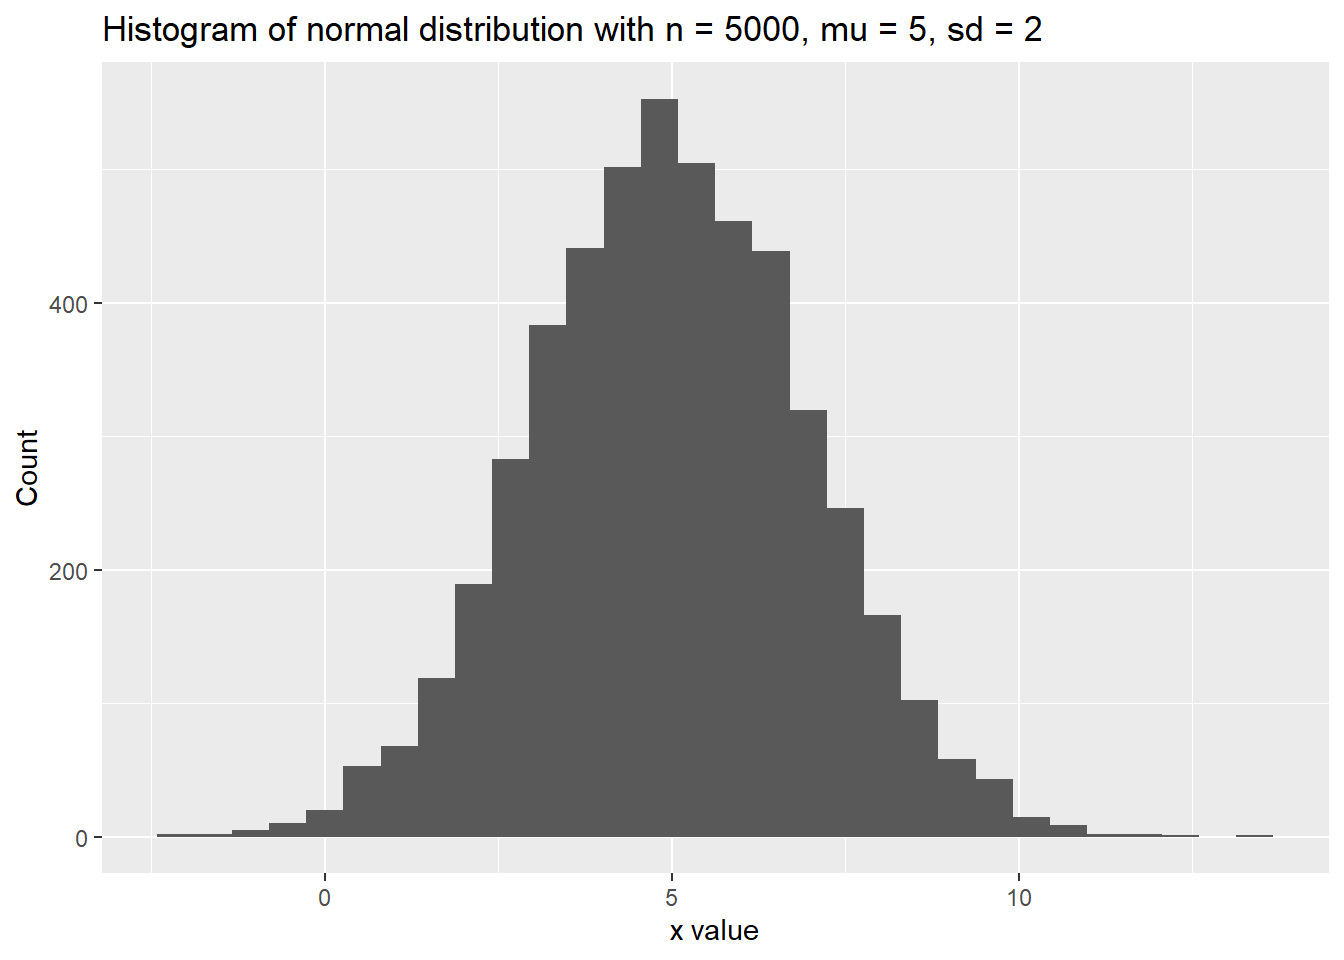 Histogram of normal distribution with n = 5000, mu = 5, sd = 2
Count
400
200
0
0
5
10
x value